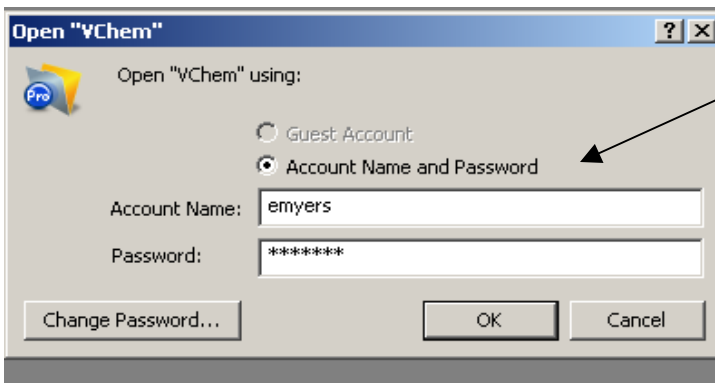 Open "VChem"
? X
Pro
Open "VChem" using:
Guest Account
Account Name and Password
Account Name: emyers
Password: *******
Change Password... OK Cancel